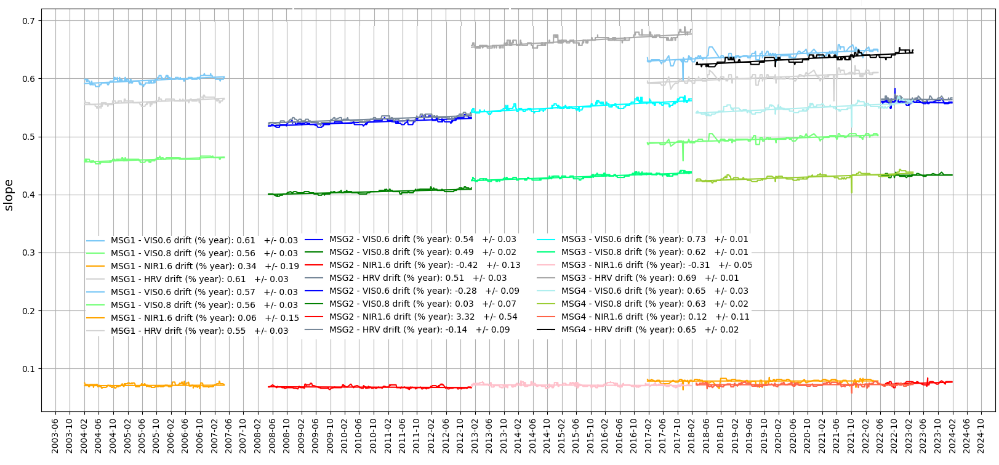 0.7
0.6
0.5
0.4
0.3
0.2
0.1
slope
MSG1 - VIS0.6 drift (% year): 0.61 +/- 0.03
MSG1 - VIS0.8 drift (% year): 0.56 +/- 0.03
MSG1 - NIR1.6 drift (% year): 0.34 +/- 0.19
MSG1 - HRV drift (% year): 0.61 +/- 0.03
MSG1 - VIS0.6 drift (% year): 0.57 +/- 0.03
MSG1 - VIS0.8 drift (% year): 0.56 +/- 0.03
MSG1 - NIR1.6 drift (% year): 0.06 +/- 0.15
MSG1 - HRV drift (% year): 0.55 +/- 0.03
MSG2 - VIS0.6 drift (% year): 0.54 +/- 0.03
MSG2 - VIS0.8 drift (% year): 0.49 +/- 0.02
MSG2 - NIR1.6 drift (% year): -0.42 +/- 0.13
MSG2 - HRV drift (% year): 0.51 +/- 0.03
MSG2 - VIS0.6 drift (% year): -0.28 +/- 0.09
MSG2 - VIS0.8 drift (% year): 0.03 +/- 0.07
MSG2 - NIR1.6 drift (% year): 3.32 +/- 0.54
MSG2 - HRV drift (% year): -0.14 +/- 0.09
MSG3 - VIS0.6 drift (% year): 0.73 +/- 0.01
MSG3 - VIS0.8 drift (% year): 0.62 +/- 0.01
MSG3 - NIR1.6 drift (% year): -0.31 +/- 0.05
MSG3 - HRV drift (% year): 0.69 +/- 0.01
MSG4 - VIS0.6 drift (% year): 0.65 +/- 0.03
MSG4 - VIS0.8 drift (% year): 0.63 +/- 0.02
MSG4 - NIR1.6 drift (% year): 0.12 +/- 0.11
MSG4 - HRV drift (% year): 0.65 +/- 0.02
2003-06
2003-10
2004-02
2004-06
2004-10
2005-02
2005-06
2005-10
2006-02
2006-06
2006-10
2007-02
2007-06
2007-10
2008-02
2008-06
2008-10
2009-02
2009-06
2009-10
2010-02
2010-06
2010-10
2011-02
2011-06
2011-10
2012-02
2012-06
2012-10
2013-02
2013-06
2013-10
2014-02
2014-06
2014-10
2015-02
2015-06
2015-10
2016-02
2016-06
2016-10
2017-02
2017-06
2017-10
2018-02
2018-06
2018-10
2019-02
2019-06
2019-10
2020-02
2020-06
2020-10
2021-02
2021-06
2021-10
2022-02
2022-06
2022-10
2023-02
2023-06
2023-10
2024-02
2024-06
2024-10